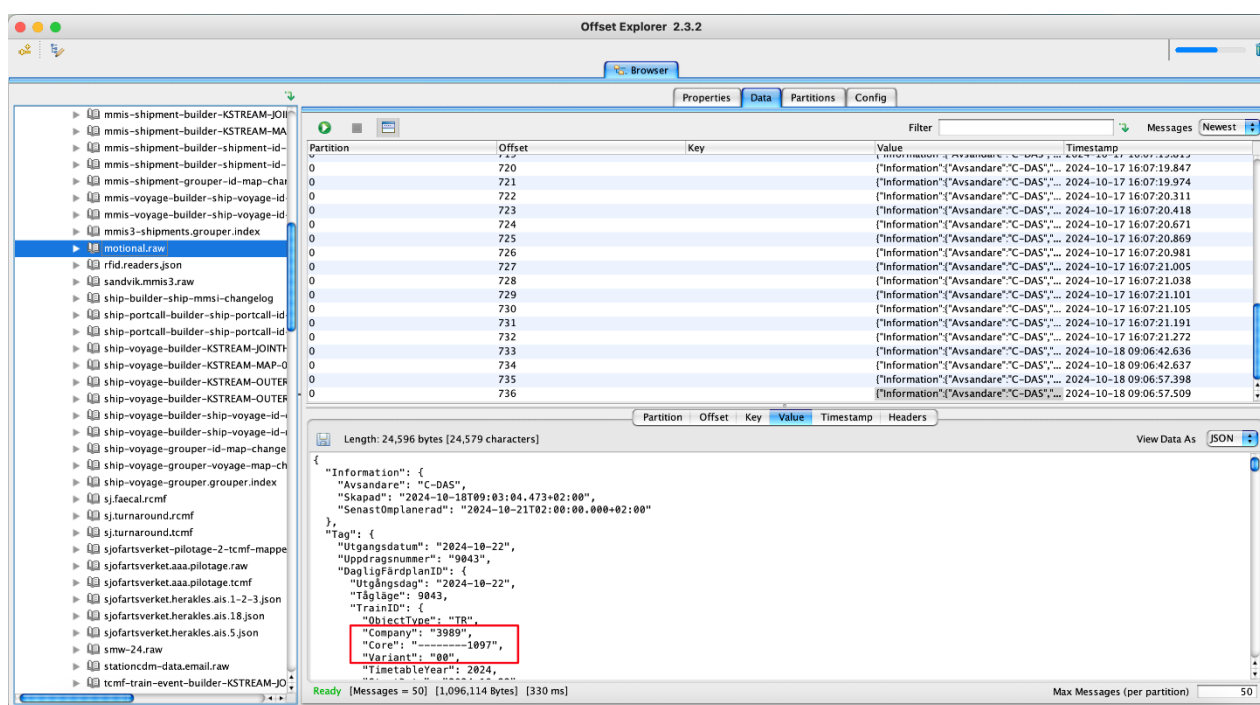 Offset Explorer 2.3.2
Browser
Properties Data Partitions Config
mmis-shipment-builder-KSTREAM-JOI
mmis-shipment-builder-KSTREAM-MA
mmis-shipment-builder-shipment-id-
mmis-shipment-builder-shipment-id-
mmis-shipment-grouper-id-map-chan
mmis-voyage-builder-ship-voyage-id-
mmis-voyage-builder-ship-voyage-id-
mmis3-shipments.grouper.index
motional.raw
rfid.readers.json
sandvik.mmis3.raw
ship-builder-ship-mmsi-changelog
ship-portcall-builder-ship-portcall-id-
ship-portcall-builder-ship-portcall-id-
ship-voyage-builder-KSTREAM-JOINTH
ship-voyage-builder-KSTREAM-MAP-0
ship-voyage-builder-KSTREAM-OUTER
ship-voyage-builder-KSTREAM-OUTER
ship-voyage-builder-ship-voyage-id-
ship-voyage-builder-ship-voyage-id-
ship-voyage-grouper-id-map-change
ship-voyage-grouper-voyage-map-ch
ship-voyage-grouper.grouper.index
sj.faecal.rcmf
sj.turnaround.rcmf
sj.turnaround.tcmf
sjofartsverket-pilotage-2-tcmf-mappe
sjofartsverket.aaa.pilotage.raw
sjofartsverket.aaa.pilotage.tcmf
sjofartsverket.herakles.ais.1-2-3.json
sjofartsverket.herakles.ais.18.json
sjofartsverket.herakles.ais.5.json
smw-24.raw
stationcdm-data.email.raw
tcmf-train-event-builder-KSTREAM-JO
Filter Messages Newest
Partition Offset Key Value Timestamp
0 719 {"Information":{"Avsandare":"C-DAS","... 2024-10-17 16:07:19.815
0 720 {"Information":{"Avsandare":"C-DAS","... 2024-10-17 16:07:19.847
0 721 {"Information":{"Avsandare":"C-DAS","... 2024-10-17 16:07:19.974
0 722 {"Information":{"Avsandare":"C-DAS","... 2024-10-17 16:07:20.311
0 723 {"Information":{"Avsandare":"C-DAS","... 2024-10-17 16:07:20.418
0 724 {"Information":{"Avsandare":"C-DAS","... 2024-10-17 16:07:20.671
0 725 {"Information":{"Avsandare":"C-DAS","... 2024-10-17 16:07:20.869
0 726 {"Information":{"Avsandare":"C-DAS","... 2024-10-17 16:07:20.981
0 727 {"Information":{"Avsandare":"C-DAS","... 2024-10-17 16:07:21.005
0 728 {"Information":{"Avsandare":"C-DAS","... 2024-10-17 16:07:21.038
0 729 {"Information":{"Avsandare":"C-DAS","... 2024-10-17 16:07:21.101
0 730 {"Information":{"Avsandare":"C-DAS","... 2024-10-17 16:07:21.105
0 731 {"Information":{"Avsandare":"C-DAS","... 2024-10-17 16:07:21.191
0 732 {"Information":{"Avsandare":"C-DAS","... 2024-10-17 16:07:21.272
0 733 {"Information":{"Avsandare":"C-DAS","... 2024-10-18 09:06:42.636
0 734 {"Information":{"Avsandare":"C-DAS","... 2024-10-18 09:06:42.637
0 735 {"Information":{"Avsandare":"C-DAS","... 2024-10-18 09:06:57.398
0 736 {"Information":{"Avsandare":"C-DAS","... 2024-10-18 09:06:57.509
Partition Offset Key Value Timestamp Headers
Length: 24,596 bytes [24,579 characters] View Data As JSON
{
"Information": {
"Avsandare": "C-DAS",
"Skapad": "2024-10-18T09:03:04.473+02:00",
"SenastOmplanerad": "2024-10-21T02:00:00.000+02:00"
},
"Tag": {
"Utgangsdatum": "2024-10-22",
"Uppdragsnummer": "9043",
"DagligFärdplanID": {
"Utgångsdag": "2024-10-22",
"Tågläge": 9043,
"TrainID": {
"ObjectType": "TR",
"Company": "3989",
"Core": "--------1097",
"Variant": "00",
"TimetableYear": 2024,
Ready [Messages = 50] [1,096,114 Bytes] [330 ms] Max Messages (per partition) 50